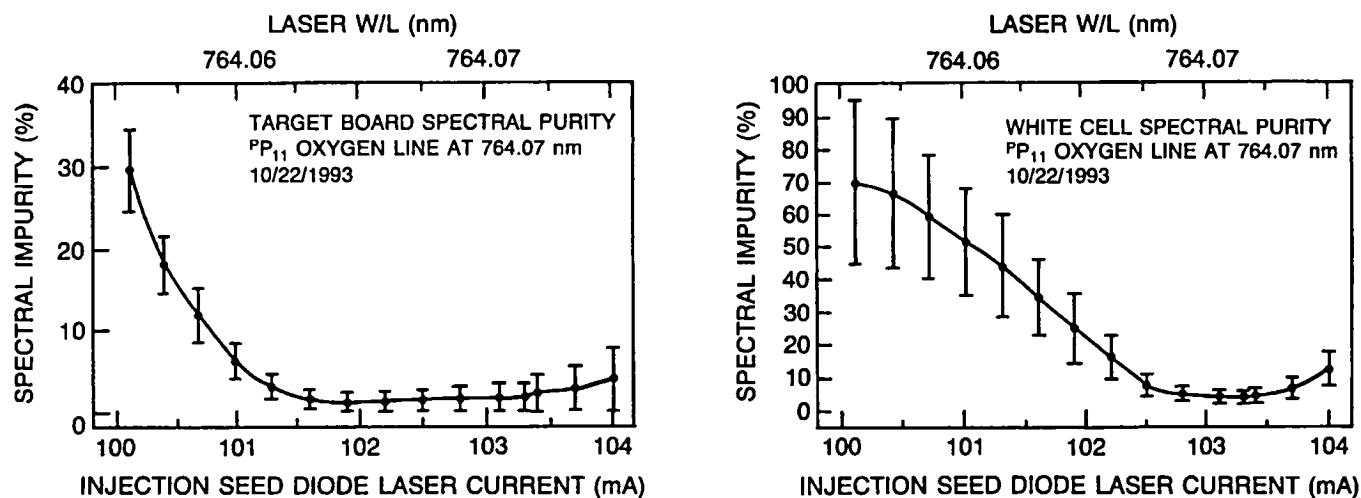 LASER W/L (nm)
764.06 764.07
40
30
20
10
0
SPECTRAL IMPURITY (%)
TARGET BOARD SPECTRAL PURITY
ᴾP₁₁ OXYGEN LINE AT 764.07 nm
10/22/1993
100 101 102 103 104
INJECTION SEED DIODE LASER CURRENT (mA)
LASER W/L (nm)
764.06 764.07
100
90
80
70
60
50
40
30
20
10
0
SPECTRAL IMPURITY (%)
WHITE CELL SPECTRAL PURITY
ᴾP₁₁ OXYGEN LINE AT 764.07 nm
10/22/1993
100 101 102 103 104
INJECTION SEED DIODE LASER CURRENT (mA)